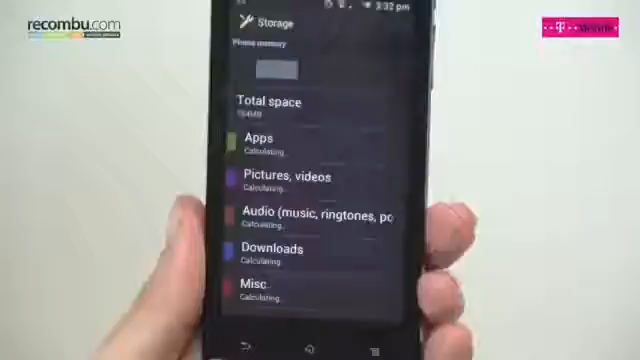 recombu.com
T Mobile
3:32 pm
Storage
Phone memory
Total space
Apps
Calculating..
Pictures, videos
Calculating..
Audio (music, ringtones, po
Calculating..
Downloads
Calculating..
Misc.
Calculating..